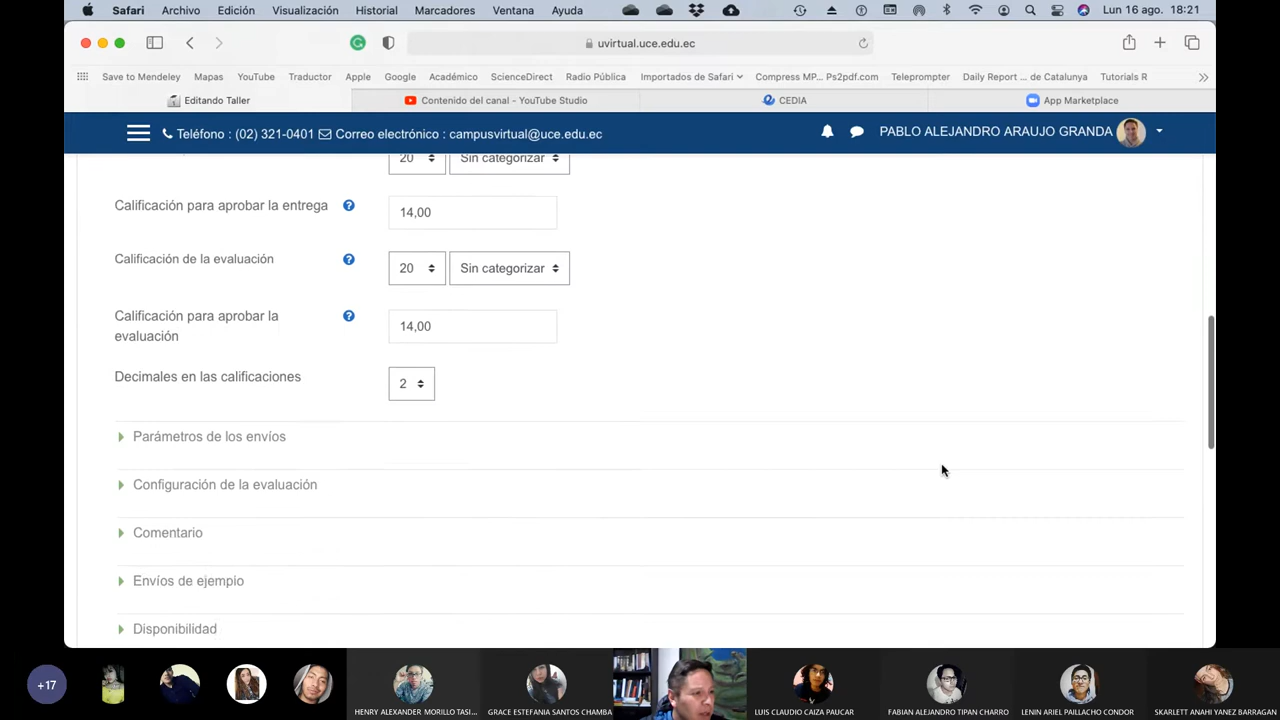 Safari Archivo Edición Visualización Historial Marcadores Ventana Ayuda Lun 16 ago. 18:21
uvirtual.uce.edu.ec
Save to Mendeley Mapas YouTube Traductor Apple Google Académico ScienceDirect Radio Pública Importados de Safari Compress MP... Ps2pdf.com Teleprompter Daily Report ... de Catalunya Tutorials R
Editando Taller Contenido del canal - YouTube Studio CEDIA App Marketplace
Teléfono : (02) 321-0401 Correo electrónico : campusvirtual@uce.edu.ec PABLO ALEJANDRO ARAUJO GRANDA
20 Sin categorizar
Calificación para aprobar la entrega ? 14,00
Calificación de la evaluación ? 20 Sin categorizar
Calificación para aprobar la ? 14,00
evaluación
Decimales en las calificaciones 2
Parámetros de los envíos
Configuración de la evaluación
Comentario
Envíos de ejemplo
Disponibilidad
+17
HENRY ALEXANDER MORILLO TASI... GRACE ESTEFANIA SANTOS CHAMBA LUIS CLAUDIO CAIZA PAUCAR FABIAN ALEJANDRO TIPAN CHARRO LENIN ARIEL PAILLACHO CONDOR SKARLETT ANAHI YANEZ BARRAGAN